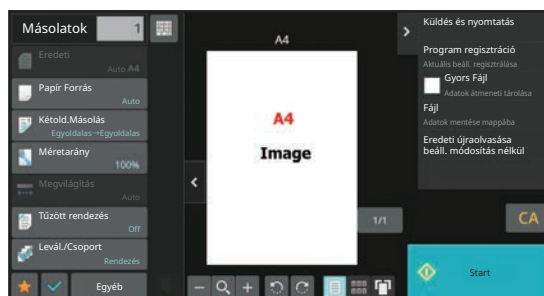 Másolatok 1
Eredeti
Auto A4
Papír Forrás
Auto
Kétold.Másolás
Egyoldalas→Egyoldalas
Méretarány
100%
Megvilágítás
Auto
Tűzött rendezés
Off
Levál./Csoport
Rendezés
Egyéb
A4
A4
Image
1/1
Küldés és nyomtatás
Program regisztráció
Aktuális beáll. regisztrálása
Gyors Fájl
Adatok átmeneti tárolása
Fájl
Adatok mentése mappába
Eredeti újraolvasása
beáll. módosítás nélkül
CA
Start